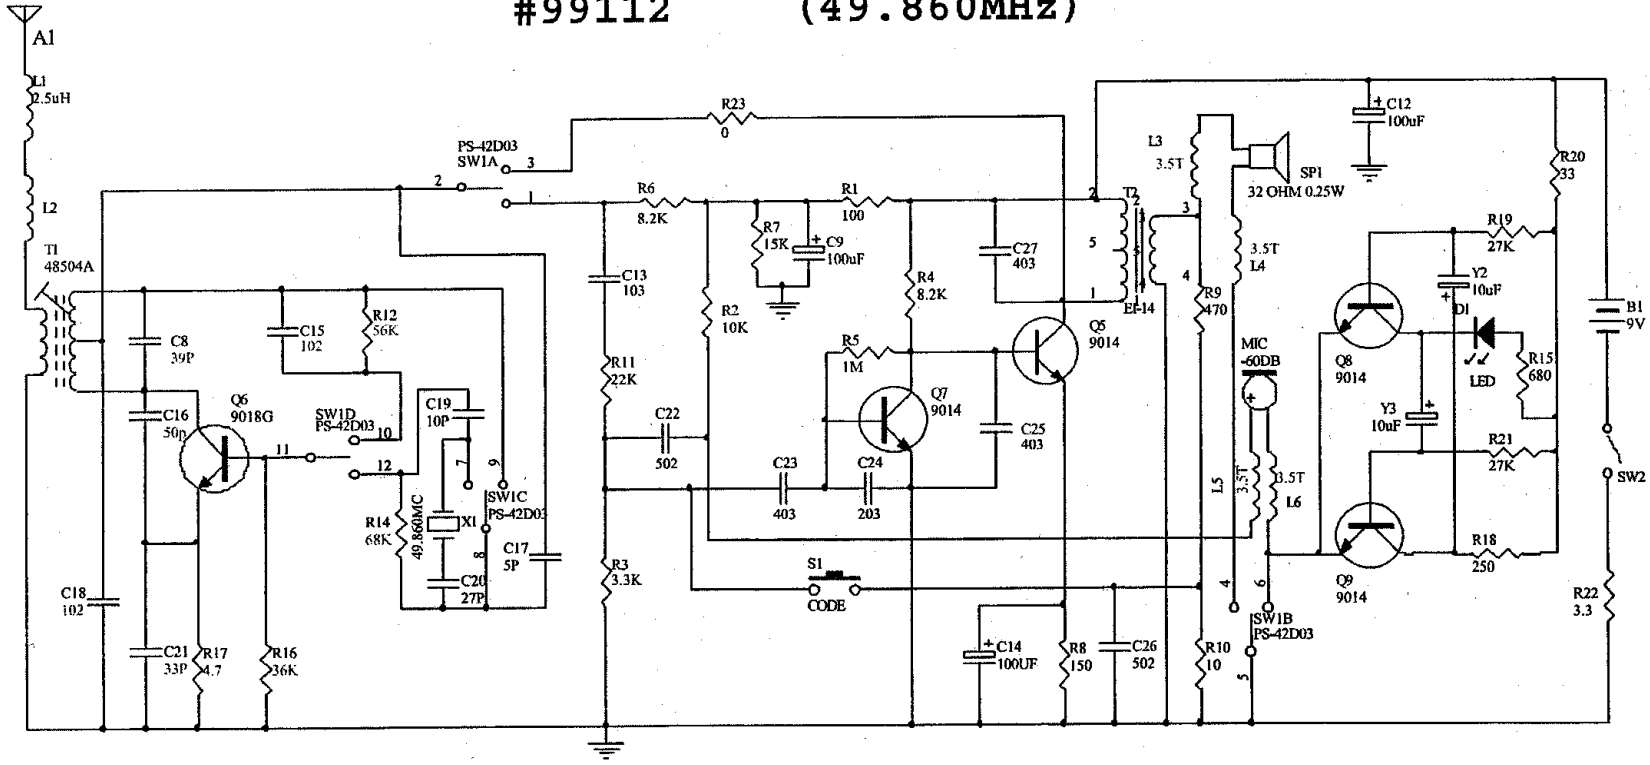 #99112 (49.860MHz)
A1
L1
2.5uH
L2
T1
48504A
C8
39P
C16
50p
Q6
9018G
C18
102
C21
33P
R17
4.7
R16
36K
C15
102
R12
56K
SW1D
PS-42D03
10
11
12
R14
68K
C19
10P
49.860MC
X1
C20
27P
7
9
8
SW1C
PS-42D03
C17
5P
PS-42D03
SW1A
2
3
1
R23
0
R6
8.2K
C13
103
R11
22K
C22
502
R3
3.3K
R2
10K
R7
15K
C9
100uF
+
R1
100
R4
8.2K
R5
1M
Q7
9014
C23
403
C24
203
C25
403
C27
403
S1
CODE
C14
100UF
+
R8
150
C26
502
Q5
9014
T2
2
5
1
EI-14
3
4
L3
3.5T
SP1
32 OHM 0.25W
3.5T
L4
R9
470
MIC
-60DB
+
L5
3.5T
3.5T
L6
4
6
SW1B
PS-42D03
5
R10
10
C12
100uF
+
R20
33
R19
27K
Y2
10uF
+
D1
LED
R15
680
Q8
9014
Y3
10uF
+
R21
27K
R18
250
Q9
9014
B1
9V
SW2
R22
3.3